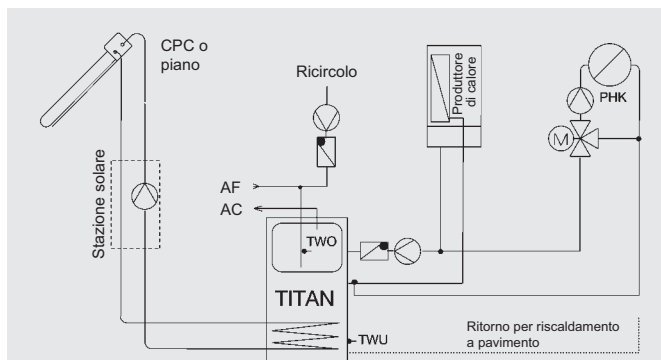 CPC o
piano
Ricircolo
Produttore
di calore
PHK
M
Stazione solare
AF
AC
TWO
TITAN
TWU
Ritorno per riscaldamento
a pavimento